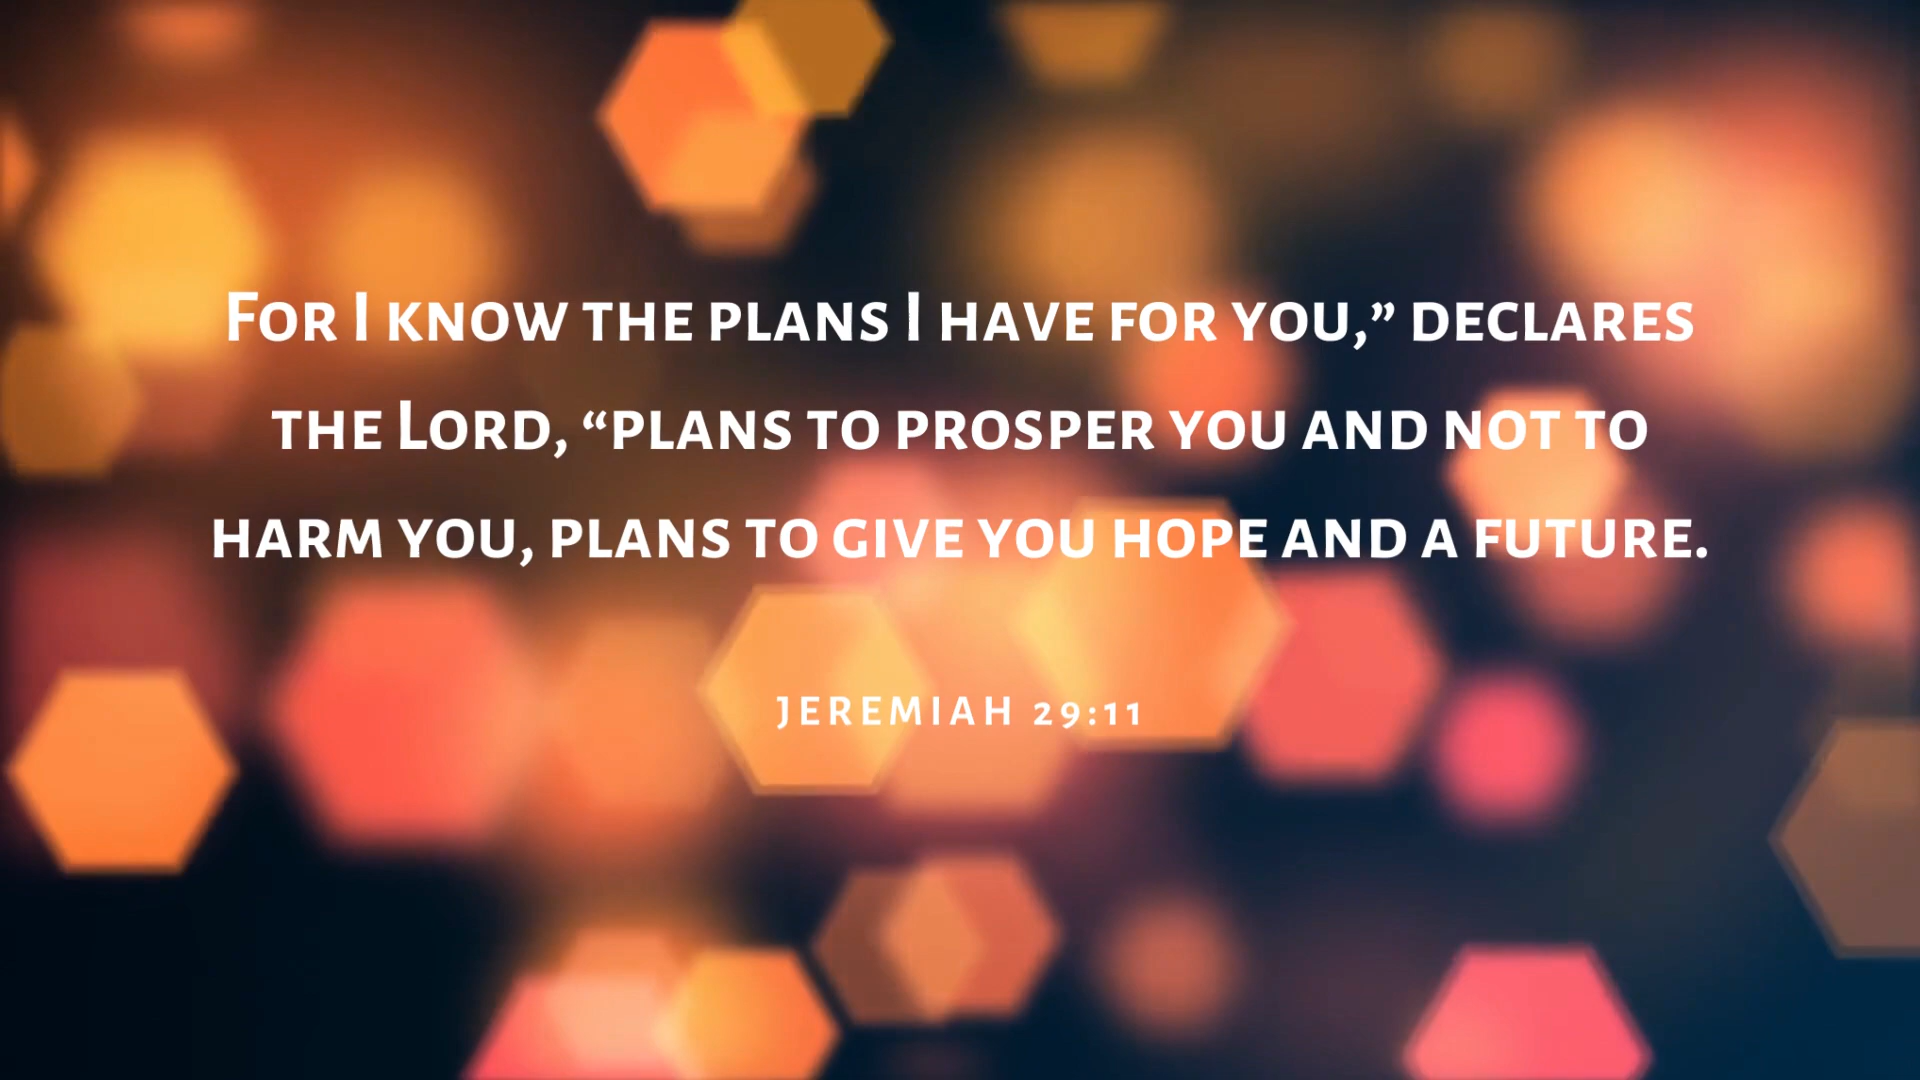 For I know the plans I have for you,” declares
the Lord, “plans to prosper you and not to
harm you, plans to give you hope and a future.
JEREMIAH 29:11